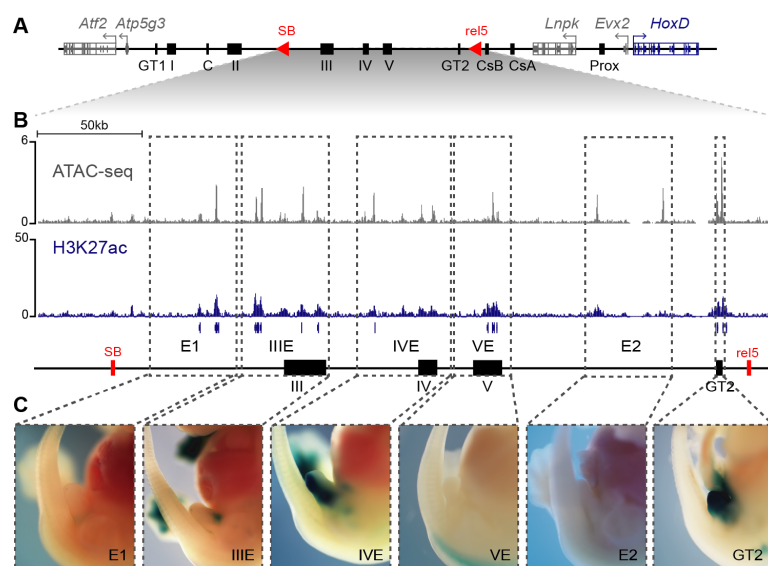 A
Atf2 Atp5g3 SB rel5 Lnpk Evx2 HoxD
GT1 I C II III IV V GT2 CsB CsA Prox
B
50kb
6
ATAC-seq
0
50
H3K27ac
0
SB E1 IIIE IVE VE E2 rel5
III IV V GT2
C
E1 IIIE IVE VE E2 GT2